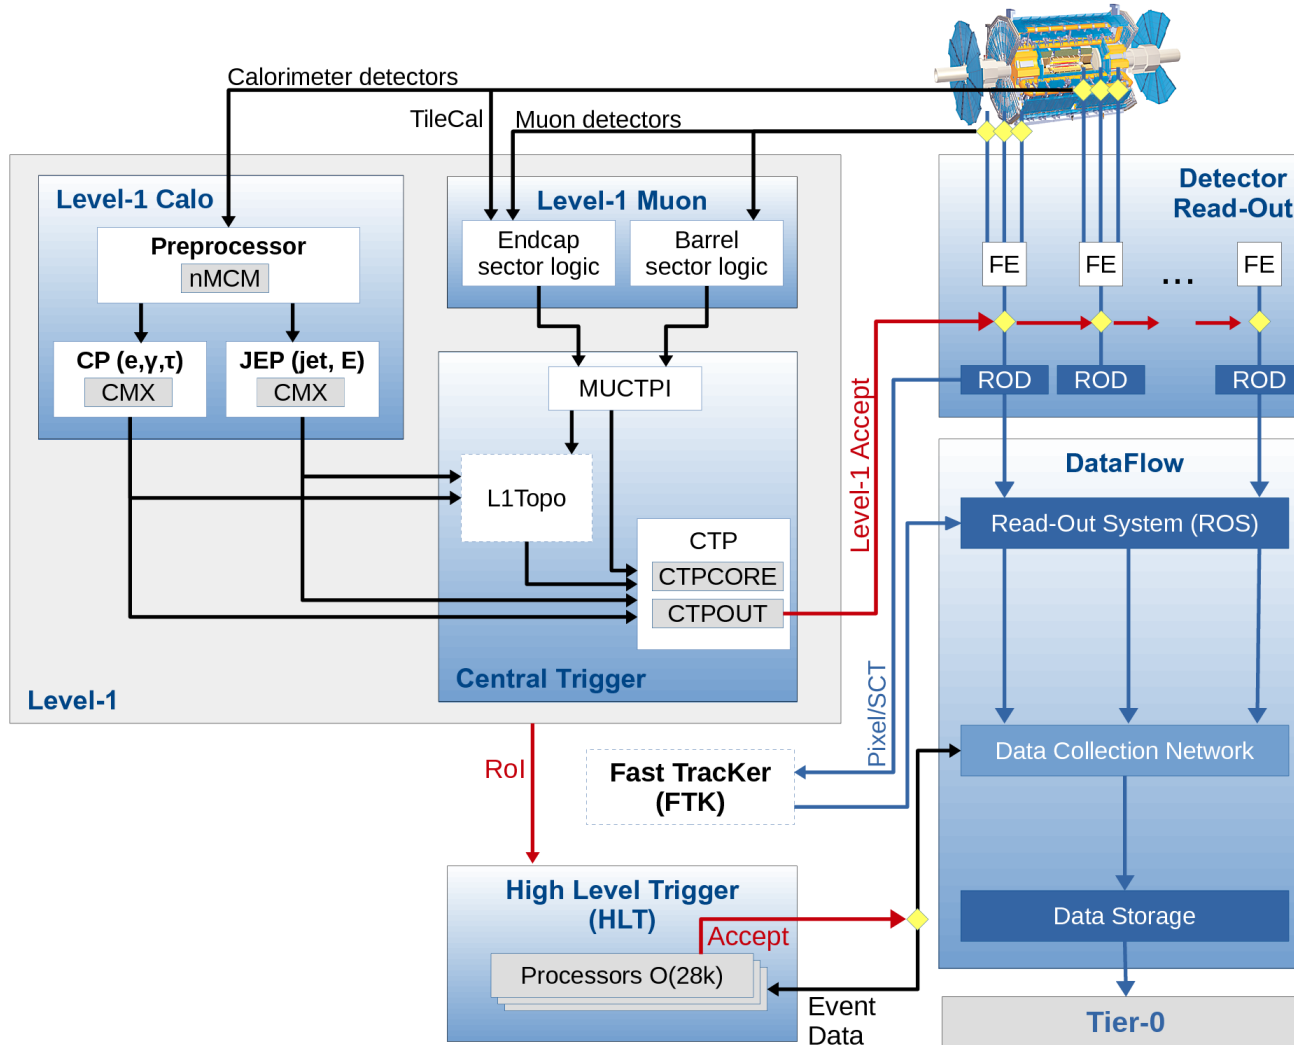 Calorimeter detectors
TileCal
Muon detectors
Level-1 Calo
Preprocessor
nMCM
CP (e,γ,τ)
CMX
JEP (jet, E)
CMX
Level-1 Muon
Endcap
sector logic
Barrel
sector logic
MUCTPI
L1Topo
CTP
CTPCORE
CTPOUT
Central Trigger
Level-1
Level-1 Accept
Detector
Read-Out
FE
FE
...
FE
ROD
ROD
ROD
DataFlow
Read-Out System (ROS)
Pixel/SCT
Data Collection Network
RoI
Fast TracKer
(FTK)
High Level Trigger
(HLT)
Accept
Processors O(28k)
Event
Data
Data Storage
Tier-0